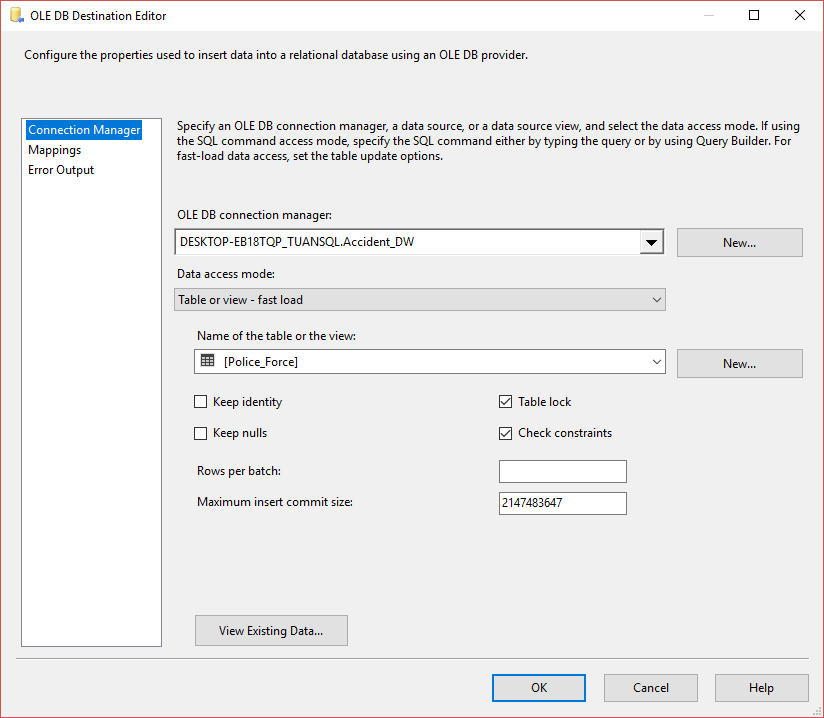 OLE DB Destination Editor
Configure the properties used to insert data into a relational database using an OLE DB provider.
Connection Manager
Mappings
Error Output
Specify an OLE DB connection manager, a data source, or a data source view, and select the data access mode. If using
the SQL command access mode, specify the SQL command either by typing the query or by using Query Builder. For
fast-load data access, set the table update options.
OLE DB connection manager:
DESKTOP-EB18TQP_TUANSQL.Accident_DW
New...
Data access mode:
Table or view - fast load
Name of the table or the view:
[Police_Force]
New...
Keep identity
Table lock
Keep nulls
Check constraints
Rows per batch:
Maximum insert commit size:
2147483647
View Existing Data...
OK
Cancel
Help